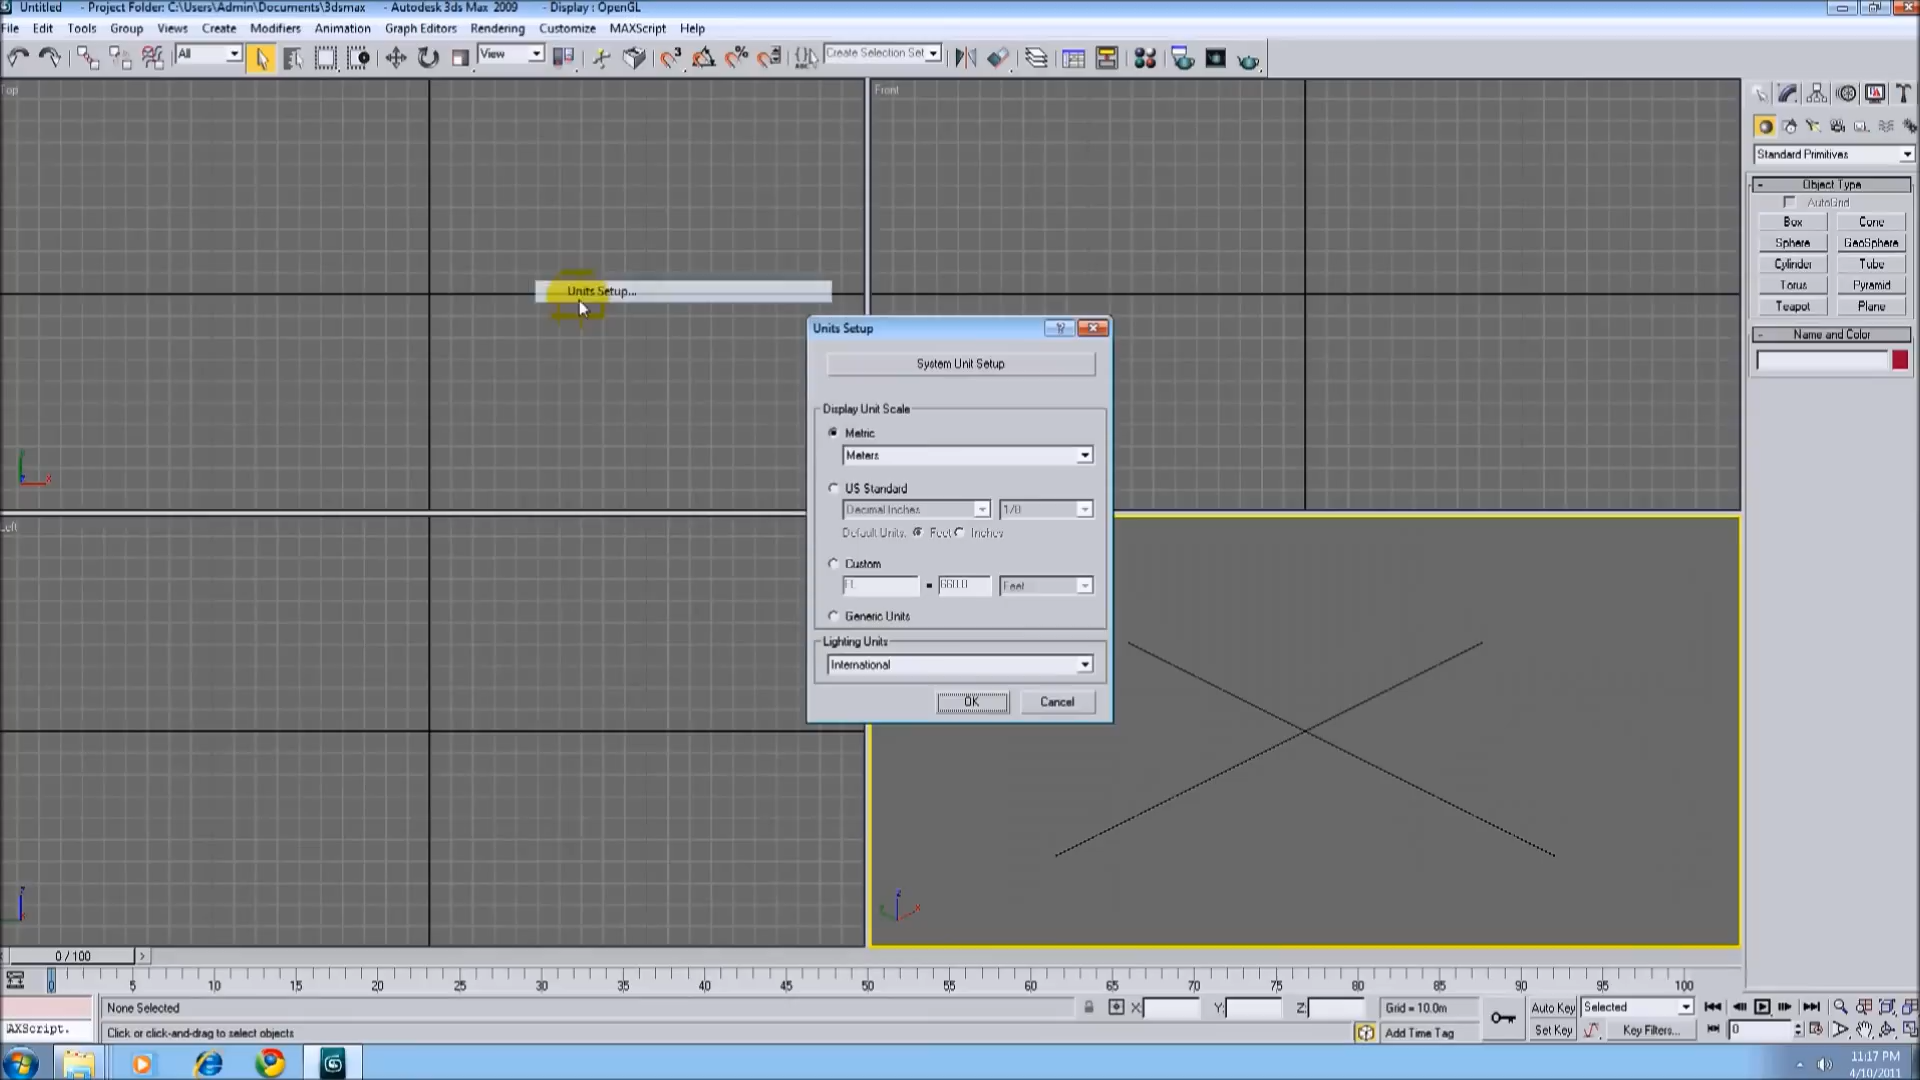 Untitled - Project Folder: C:\Users\Admin\Documents\3dsmax - Autodesk 3ds Max 2009 - Display : OpenGL
File Edit Tools Group Views Create Modifiers Animation Graph Editors Rendering Customize MAXScript Help
All View Create Selection Set
Top
Front
Standard Primitives
Object Type
AutoGrid
Box Cone
Sphere GeoSphere
Cylinder Tube
Torus Pyramid
Teapot Plane
Name and Color
Units Setup...
Units Setup
System Unit Setup
Display Unit Scale
Metric
Meters
US Standard
Decimal Inches 1/8
Default Units: Feet Inches
Custom
FL = 660.0 Feet
Generic Units
Lighting Units
International
OK Cancel
Left
0 / 100
0 5 10 15 20 25 30 35 40 45 50 55 60 65 70 75 80 85 90 95 100
None Selected X: Y: Z: Grid = 10.0m Auto Key Selected
AXScript. Click or click-and-drag to select objects Add Time Tag Set Key Key Filters... 0
11:17 PM
4/10/2011